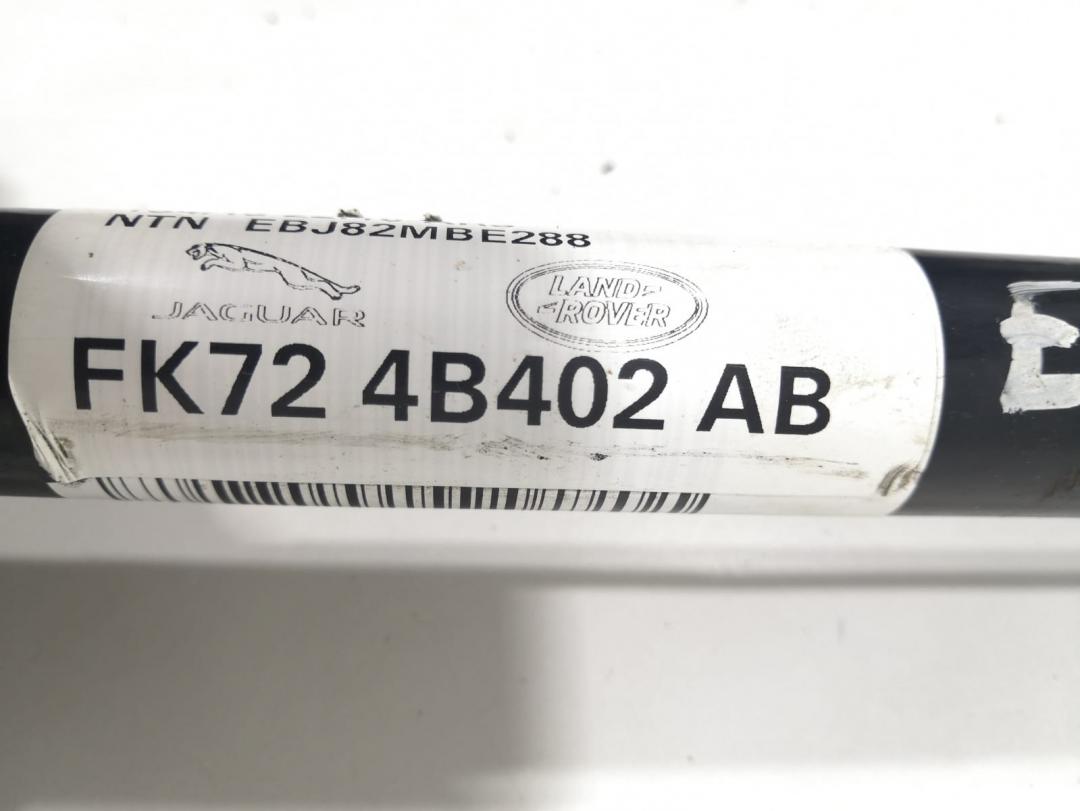 NTN EBJ82MBE288
JAGUAR
LAND
ROVER
FK72 4B402 AB